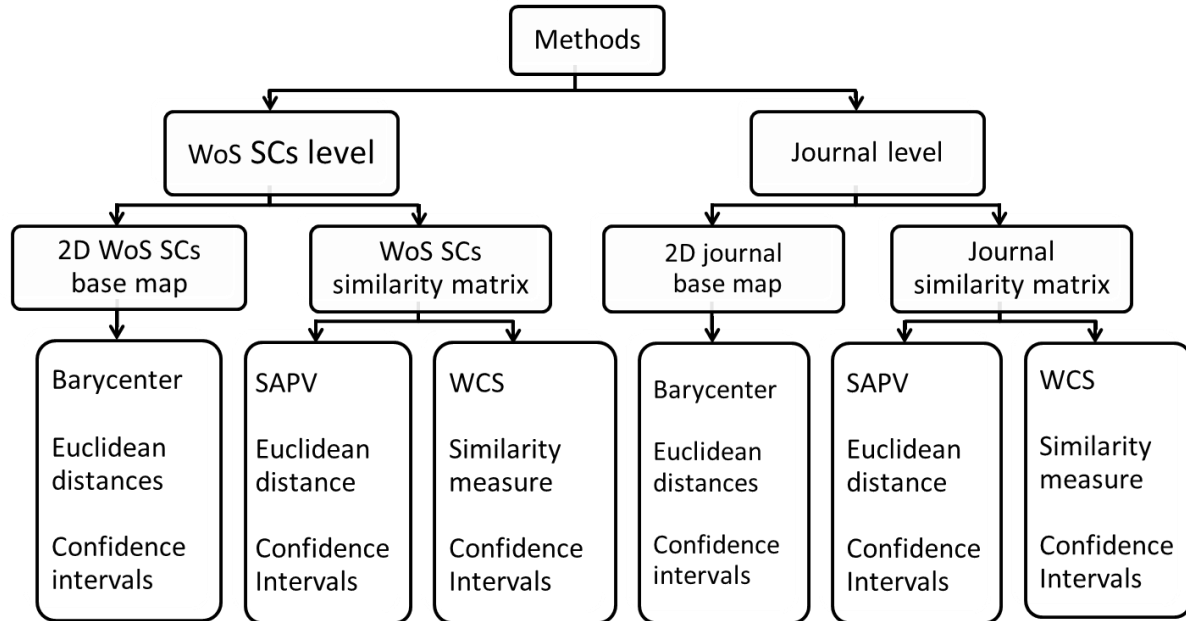 Methods
WoS SCs level
Journal level
2D WoS SCs
base map
WoS SCs
similarity matrix
2D journal
base map
Journal
similarity matrix
Barycenter
Euclidean
distances
Confidence
intervals
SAPV
Euclidean
distance
Confidence
Intervals
WCS
Similarity
measure
Confidence
Intervals
Barycenter
Euclidean
distances
Confidence
intervals
SAPV
Euclidean
distance
Confidence
Intervals
WCS
Similarity
measure
Confidence
Intervals